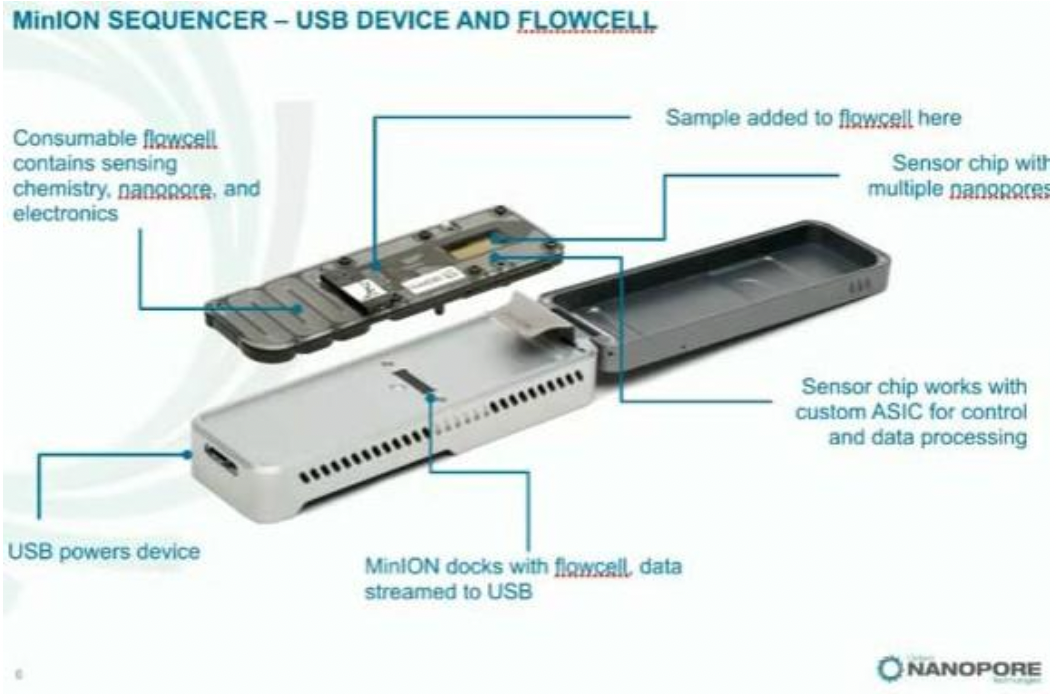 MinION SEQUENCER – USB DEVICE AND FLOWCELL
Sample added to flowcell here
Consumable flowcell
contains sensing
chemistry, nanopore, and
electronics
Sensor chip with
multiple nanopores
Sensor chip works with
custom ASIC for control
and data processing
USB powers device
MinION docks with flowcell, data
streamed to USB
6
Oxford
NANOPORE
Technologies